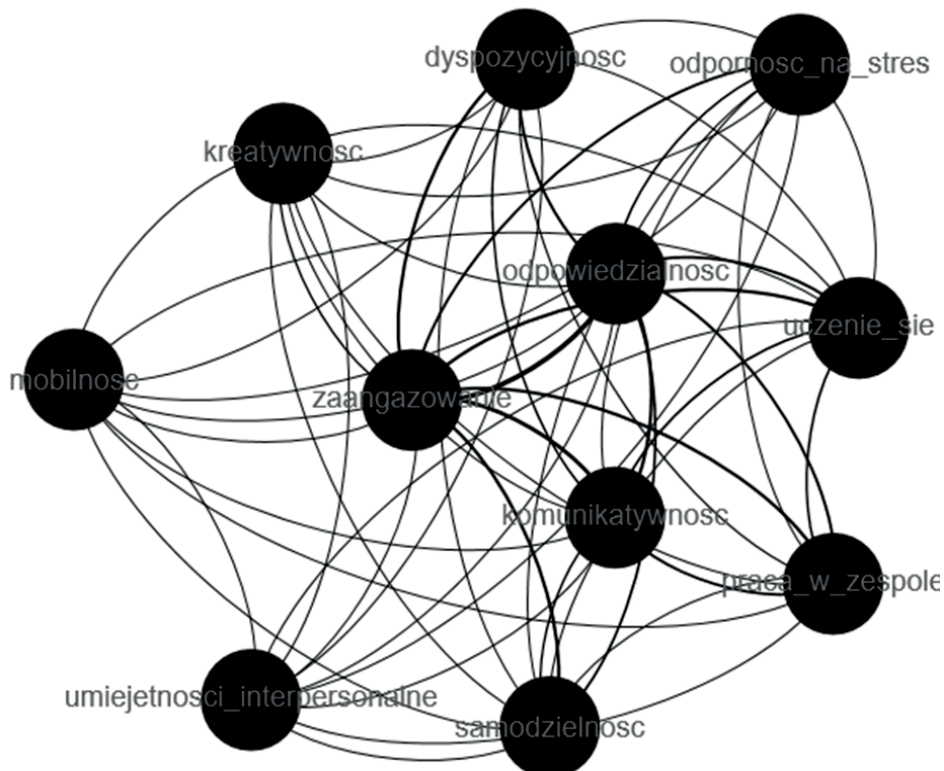 dyspozycyjnosc
odpornosc_na_stres
kreatywnosc
odpowiedzialnosc
uczenie_sie
mobilnosc
zaangazowanie
komunikatywnosc
praca_w_zespole
umiejetnosci_interpersonalne
samodzielnosc